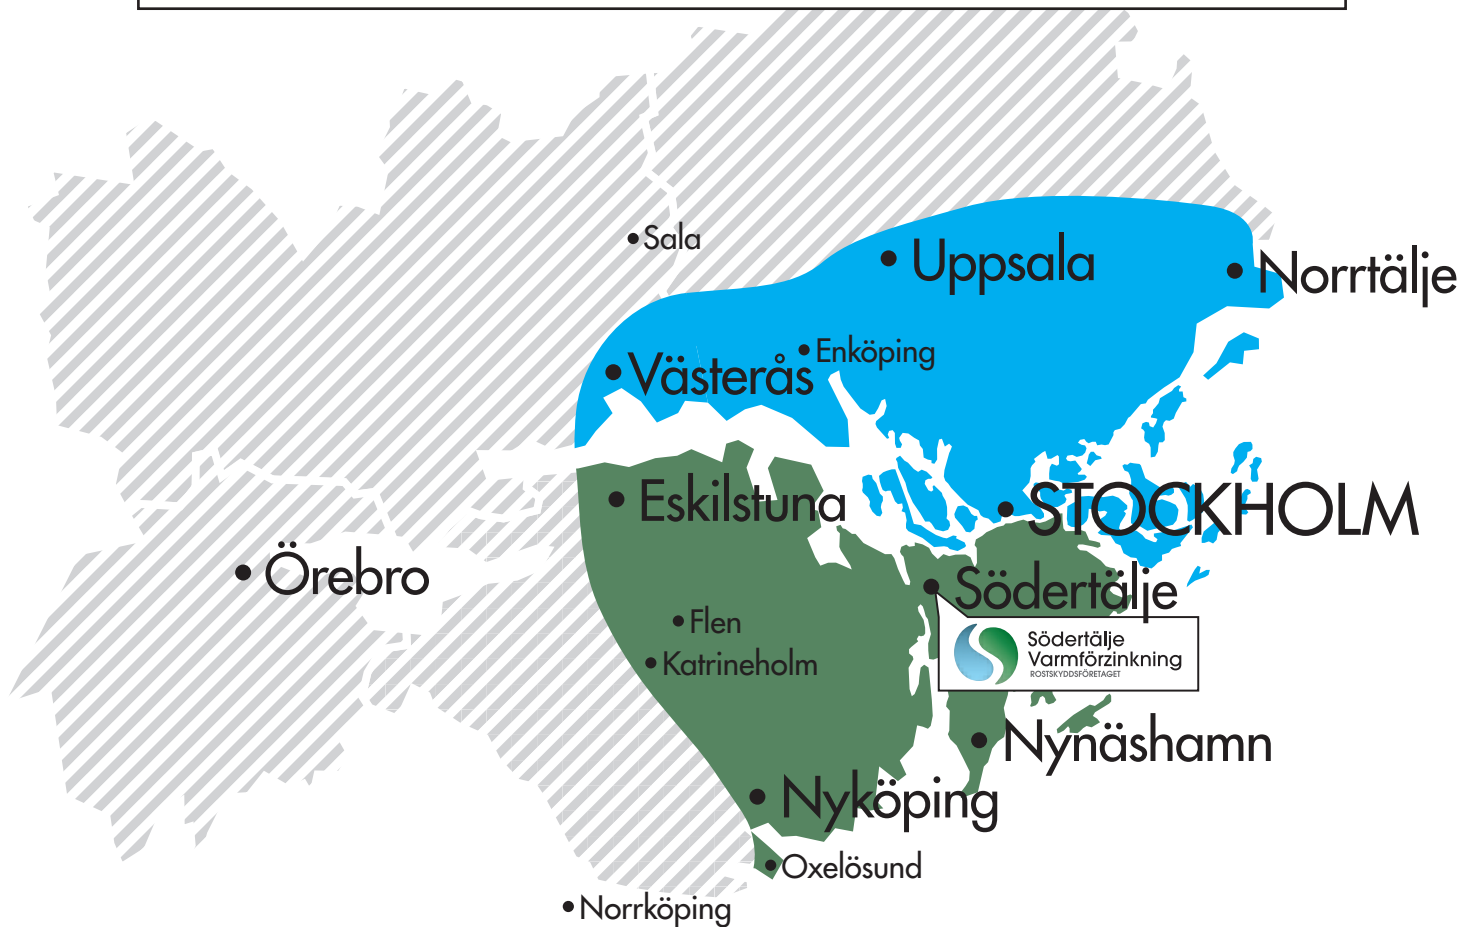 Sala
Uppsala
Norrtälje
Enköping
Västerås
Eskilstuna
STOCKHOLM
Örebro
Södertälje
Flen
Södertälje
Varmförzinkning
ROSTSKYDDSFÖRETAGET
Katrineholm
Nynäshamn
Nyköping
Oxelösund
Norrköping